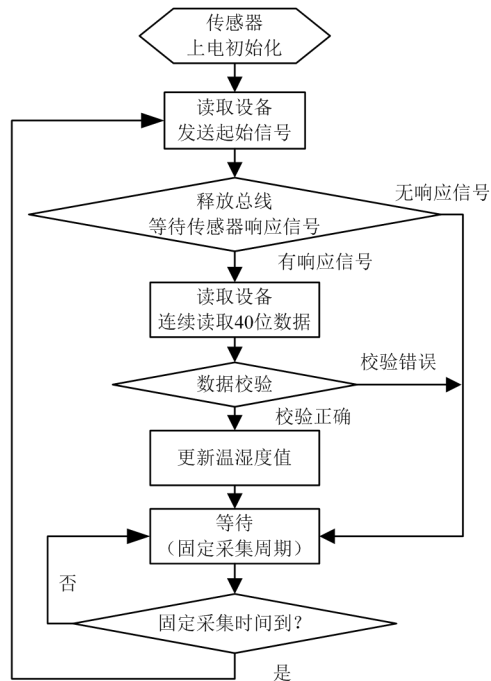 传感器
上电初始化
读取设备
发送起始信号
释放总线
等待传感器响应信号
无响应信号
有响应信号
读取设备
连续读取40位数据
数据校验
校验错误
校验正确
更新温湿度值
等待
（固定采集周期）
否
固定采集时间到？
是